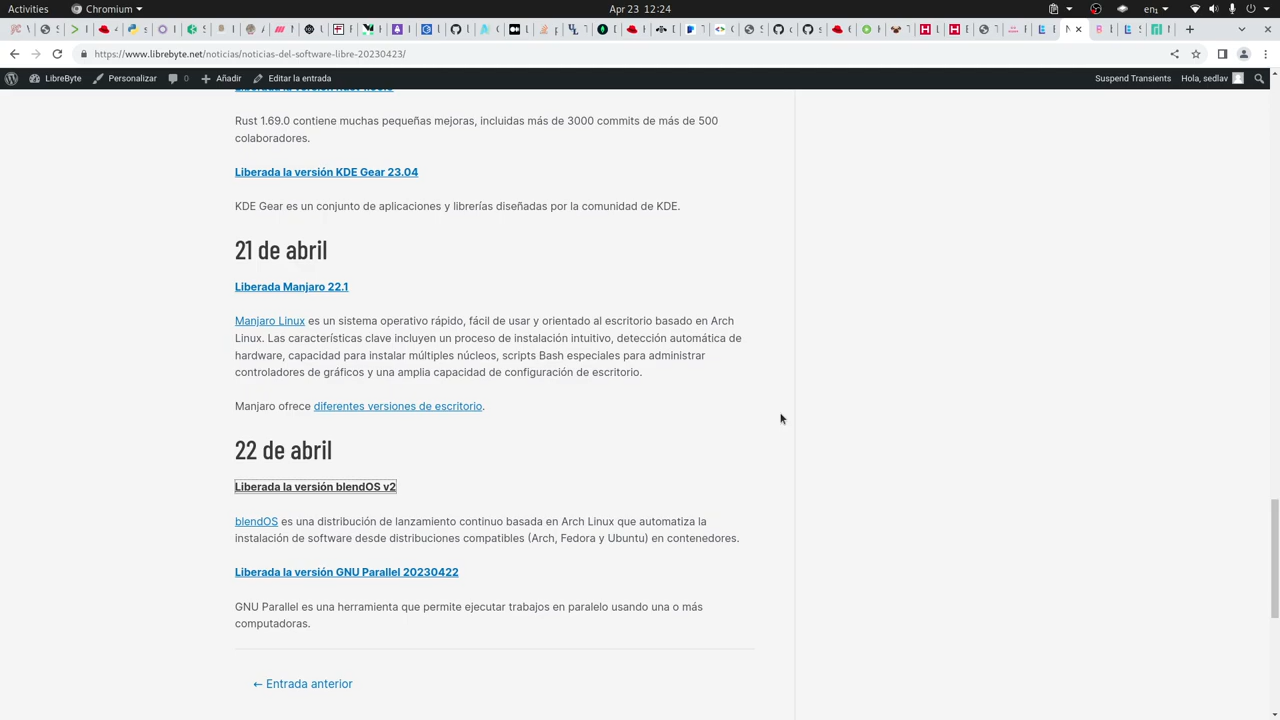 Activities
Chromium
Apr 23 12:24
en
https://www.librebyte.net/noticias/noticias-del-software-libre-20230423/
LibreByte
Personalizar
0
Añadir
Editar la entrada
Suspend Transients
Hola, sedlav
Rust 1.69.0 contiene muchas pequeñas mejoras, incluidas más de 3000 commits de más de 500
colaboradores.
Liberada la versión KDE Gear 23.04
KDE Gear es un conjunto de aplicaciones y librerías diseñadas por la comunidad de KDE.
21 de abril
Liberada Manjaro 22.1
Manjaro Linux es un sistema operativo rápido, fácil de usar y orientado al escritorio basado en Arch
Linux. Las características clave incluyen un proceso de instalación intuitivo, detección automática de
hardware, capacidad para instalar múltiples núcleos, scripts Bash especiales para administrar
controladores de gráficos y una amplia capacidad de configuración de escritorio.
Manjaro ofrece diferentes versiones de escritorio.
22 de abril
Liberada la versión blendOS v2
blendOS es una distribución de lanzamiento continuo basada en Arch Linux que automatiza la
instalación de software desde distribuciones compatibles (Arch, Fedora y Ubuntu) en contenedores.
Liberada la versión GNU Parallel 20230422
GNU Parallel es una herramienta que permite ejecutar trabajos en paralelo usando una o más
computadoras.
← Entrada anterior